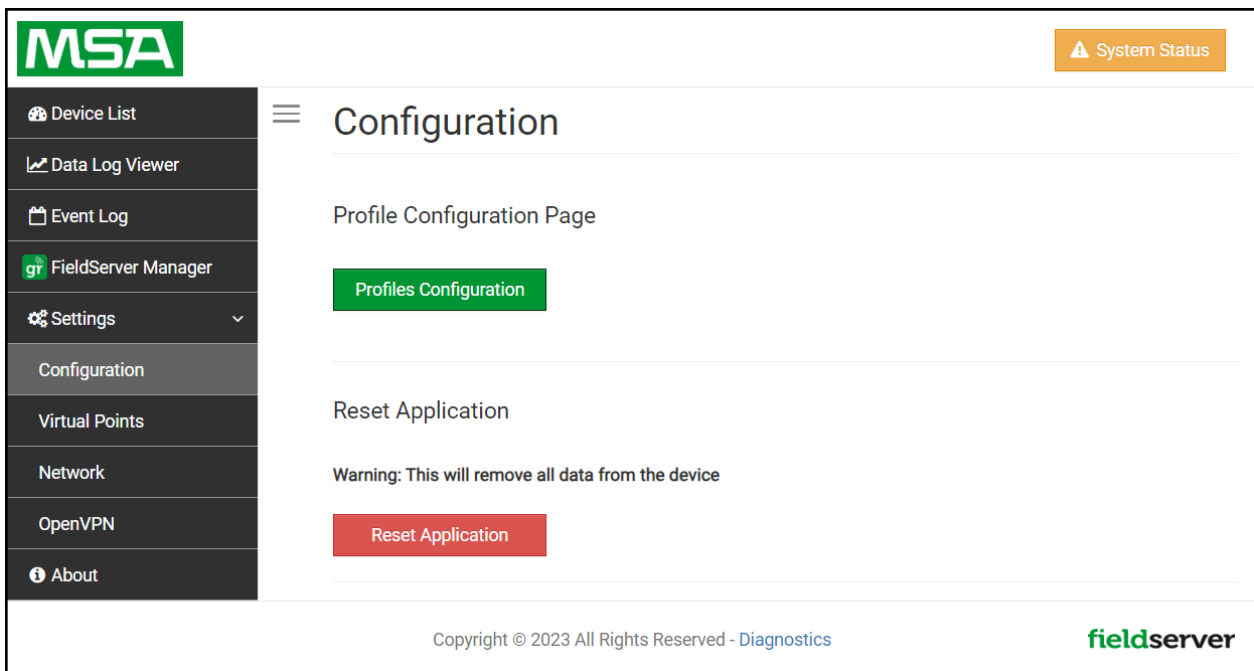 MSA
System Status
Device List
Data Log Viewer
Event Log
gr FieldServer Manager
Settings
Configuration
Virtual Points
Network
OpenVPN
About
Configuration
Profile Configuration Page
Profiles Configuration
Reset Application
Warning: This will remove all data from the device
Reset Application
Copyright © 2023 All Rights Reserved - Diagnostics
fieldserver